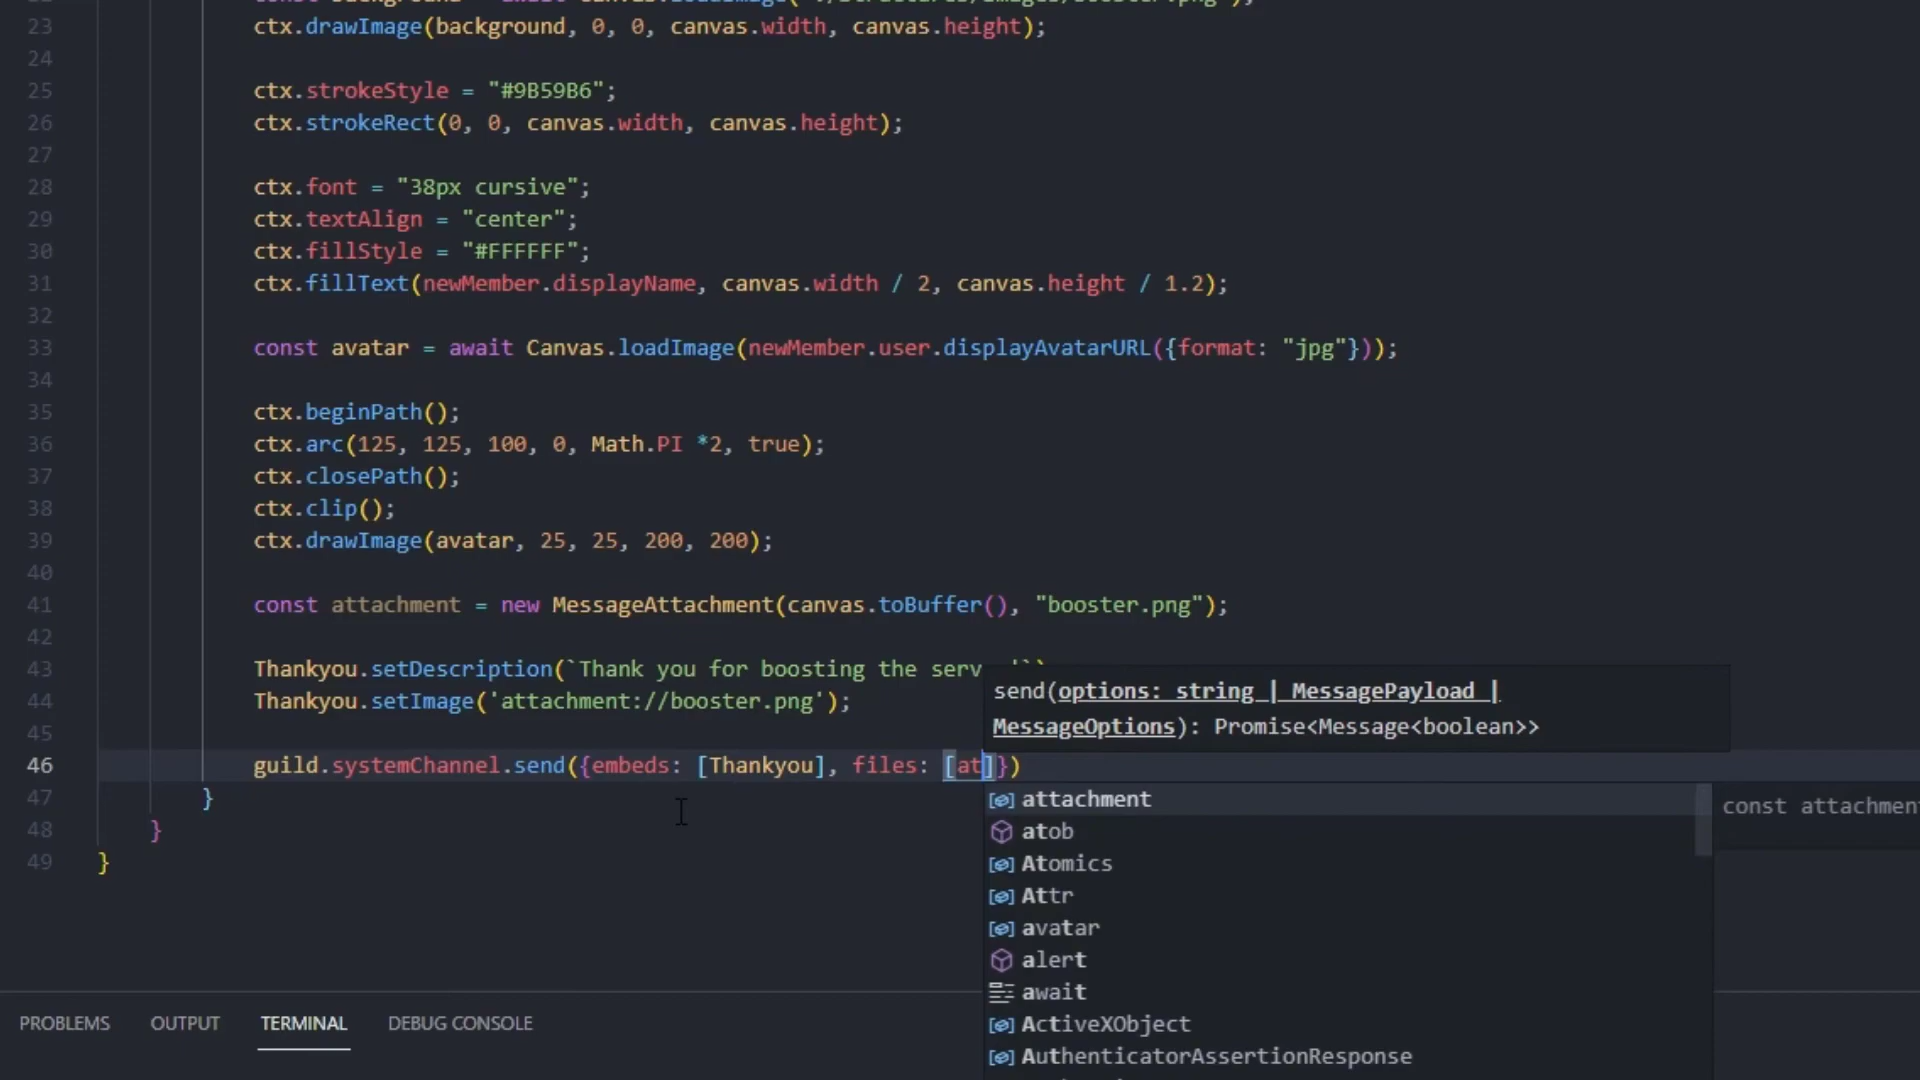 23 ctx.drawImage(background, 0, 0, canvas.width, canvas.height);
24
25 ctx.strokeStyle = "#9B59B6";
26 ctx.strokeRect(0, 0, canvas.width, canvas.height);
27
28 ctx.font = "38px cursive";
29 ctx.textAlign = "center";
30 ctx.fillStyle = "#FFFFFF";
31 ctx.fillText(newMember.displayName, canvas.width / 2, canvas.height / 1.2);
32
33 const avatar = await Canvas.loadImage(newMember.user.displayAvatarURL({format: "jpg"}));
34
35 ctx.beginPath();
36 ctx.arc(125, 125, 100, 0, Math.PI *2, true);
37 ctx.closePath();
38 ctx.clip();
39 ctx.drawImage(avatar, 25, 25, 200, 200);
40
41 const attachment = new MessageAttachment(canvas.toBuffer(), "booster.png");
42
43 Thankyou.setDescription(`Thank you for boosting the serv
44 Thankyou.setImage('attachment://booster.png');
send(options: string | MessagePayload |
MessageOptions): Promise<Message<boolean>>
45
46 guild.systemChannel.send({embeds: [Thankyou], files: [at]})
47 }
48 }
49 }
attachment
const attachment
atob
Atomics
Attr
avatar
alert
await
ActiveXObject
AuthenticatorAssertionResponse
PROBLEMS OUTPUT TERMINAL DEBUG CONSOLE